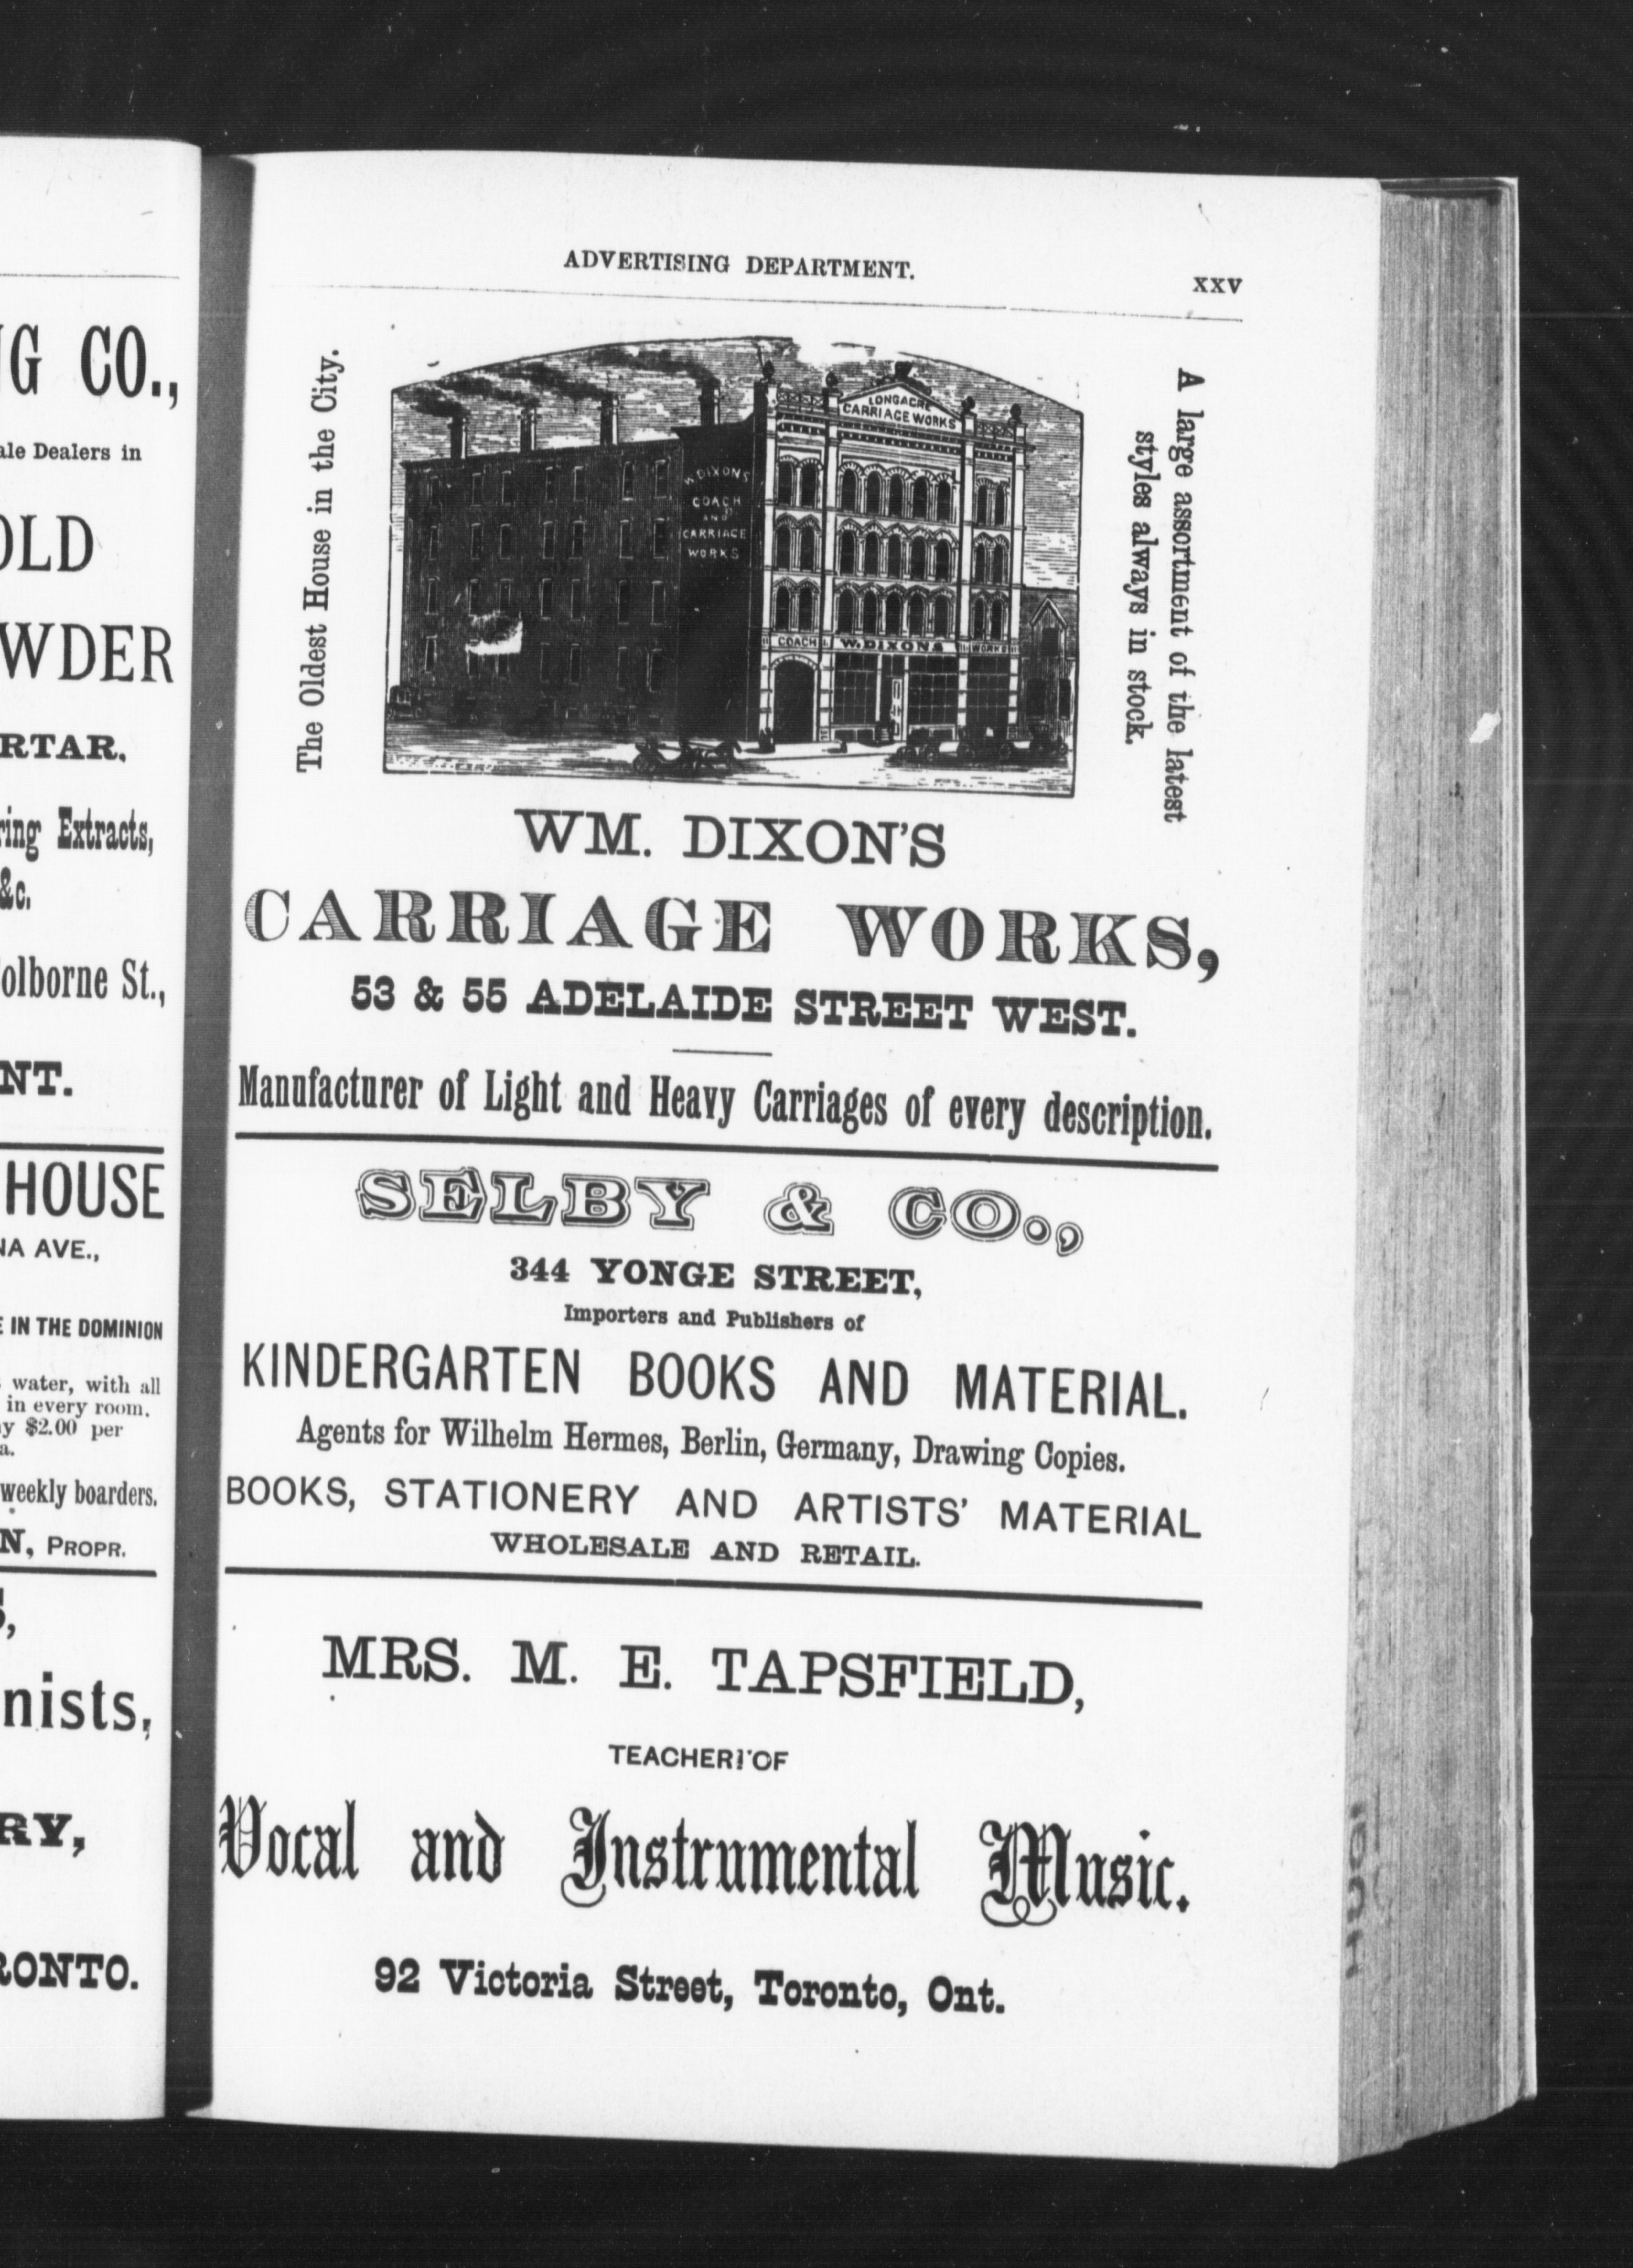 G CO.,
ale Dealers in
OLD
WDER
RTAR,
ring Extracts,
&c.
olborne St.,
NT.
HOUSE
NA AVE.,
E IN THE DOMINION
water, with all
in every room.
y $2.00 per
a.
weekly boarders.
N, PROPR.
S,
nists,
RY,
RONTO.
ADVERTISING DEPARTMENT.
XXV
The Oldest House in the City.
LONGACRE
CARRIAGE WORKS
W. DIXONS
COACH
AND
CARRIAGE
WORKS
COACH
W. DIXONS
WORKS
A large assortment of the latest
styles always in stock.
WM. DIXON'S
CARRIAGE WORKS,
53 & 55 ADELAIDE STREET WEST.
Mannfacturer of Light and Heavy Carriages of every description.
SELBY & CO.,
344 YONGE STREET,
Importers and Publishers of
KINDERGARTEN BOOKS AND MATERIAL.
Agents for Wilhelm Hermes, Berlin, Germany, Drawing Copies.
BOOKS, STATIONERY AND ARTISTS' MATERIAL
WHOLESALE AND RETAIL.
MRS. M. E. TAPSFIELD,
TEACHER OF
Vocal and Instrumental Music.
92 Victoria Street, Toronto, Ont.